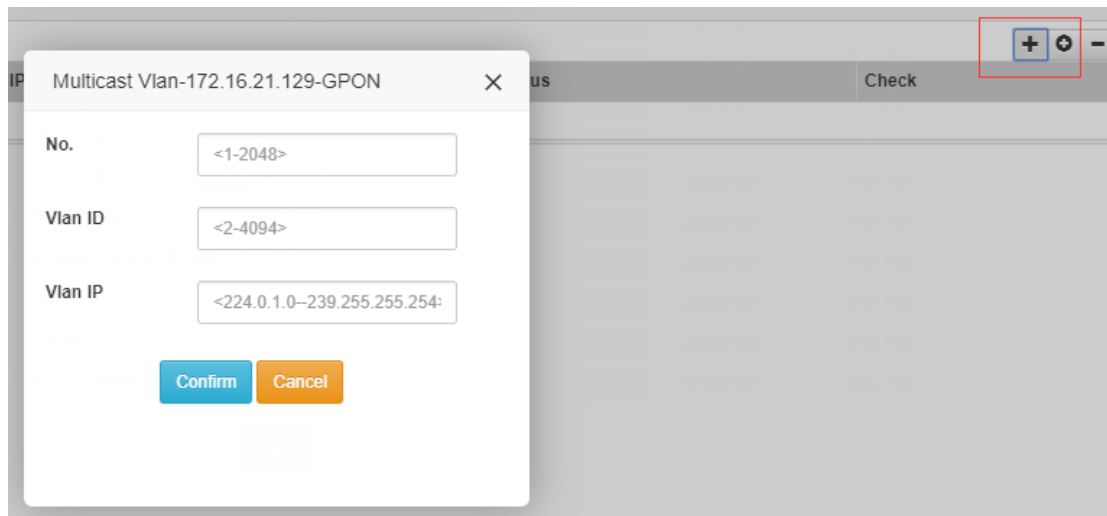 IP
us
Check
Multicast Vlan-172.16.21.129-GPON
No.
<1-2048>
Vlan ID
<2-4094>
Vlan IP
<224.0.1.0--239.255.255.254>
Confirm
Cancel